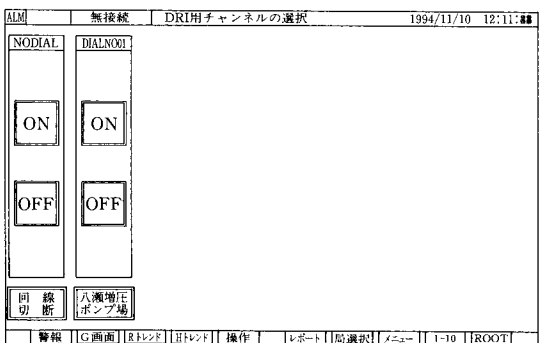 ALM 無接続 DRI用チャンネルの選択 1994/11/10 12:11:
NODIAL DIALNO01
ON ON
OFF OFF
回線 八瀬増圧
切断 ポンプ場
警報 G画面 Rトレンド Hトレンド 操作 レポート 局選択 メニュー 1-10 ROOT